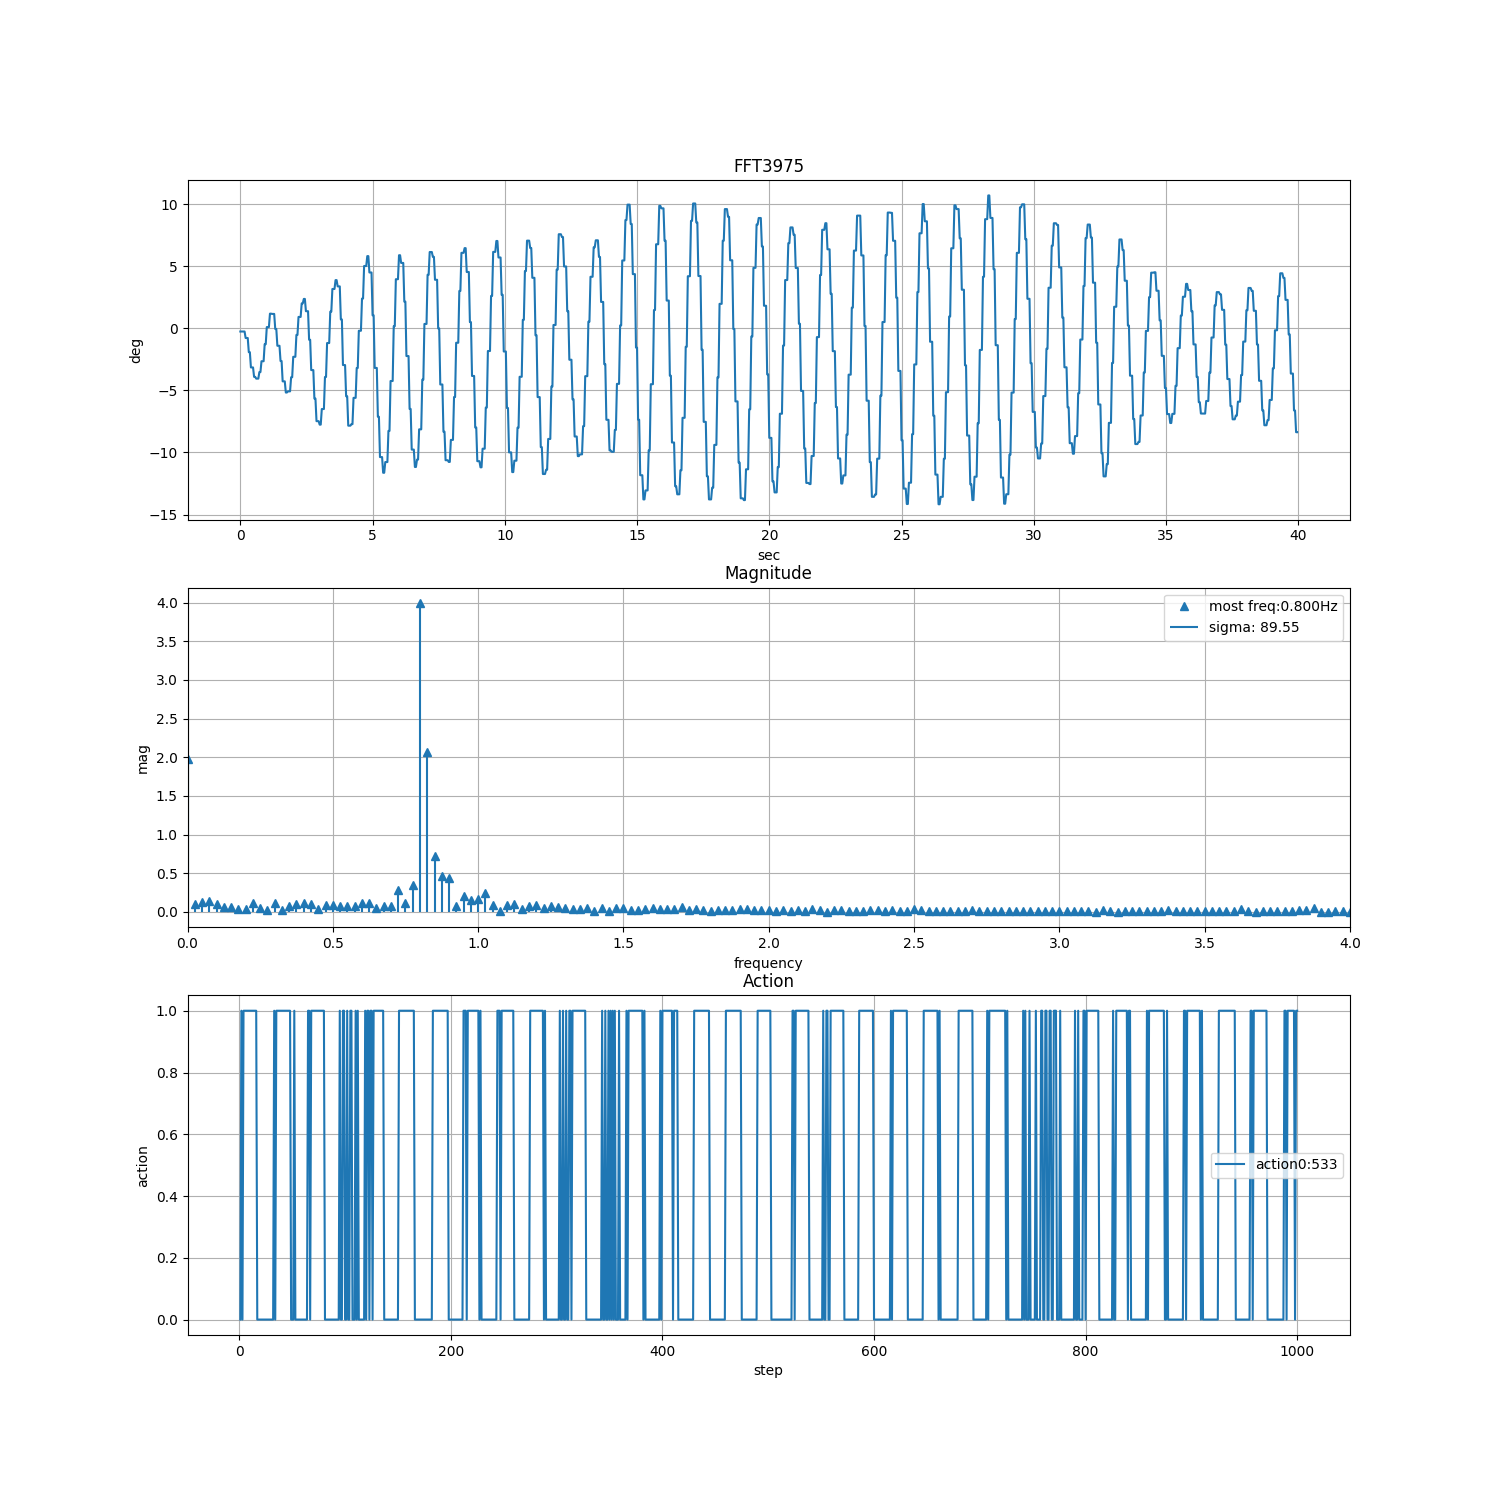 FFT3975
10
5
0
−5
−10
−15
deg
0 5 10 15 20 25 30 35 40
sec
Magnitude
4.0
3.5
3.0
2.5
2.0
1.5
1.0
0.5
0.0
mag
most freq:0.800Hz
sigma: 89.55
0.0 0.5 1.0 1.5 2.0 2.5 3.0 3.5 4.0
frequency
Action
1.0
0.8
0.6
0.4
0.2
0.0
action
action0:533
0 200 400 600 800 1000
step